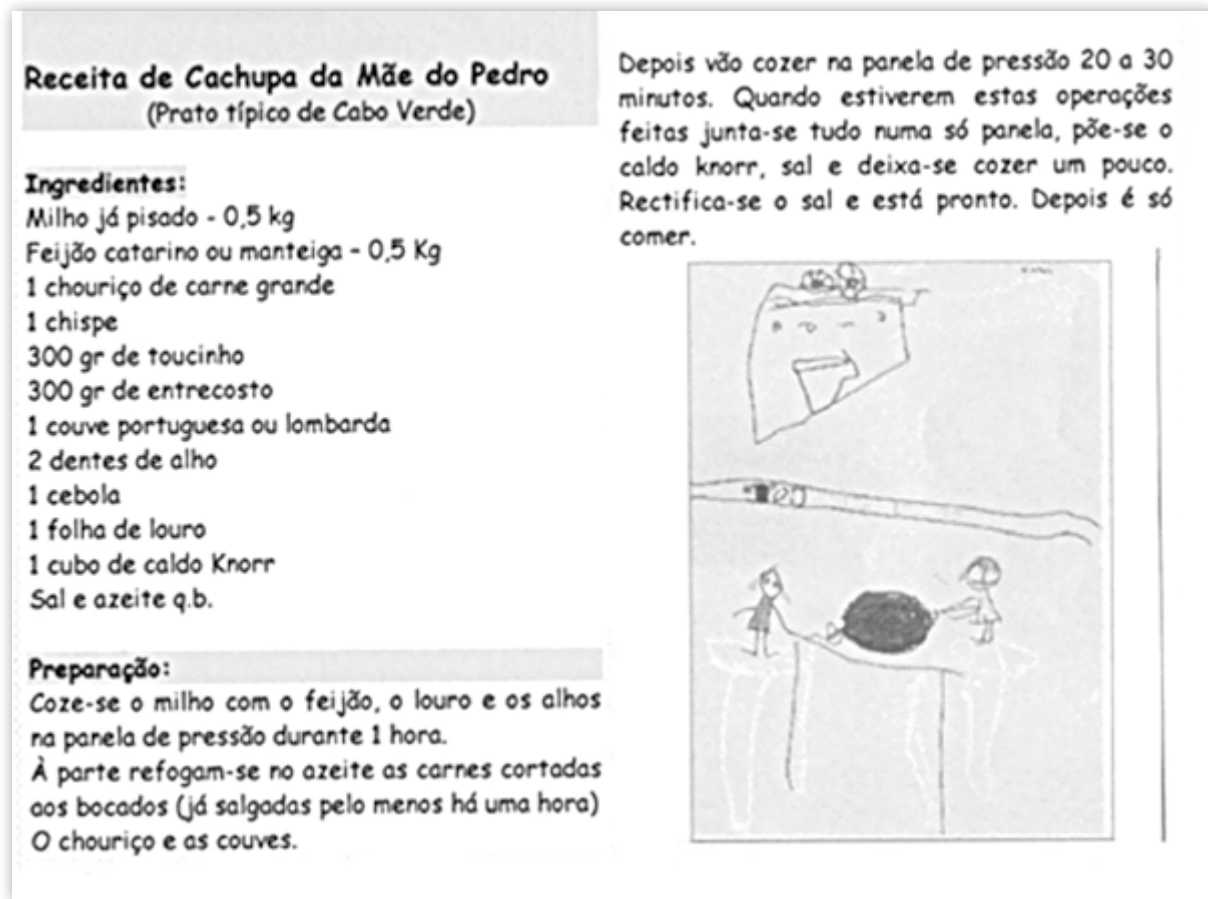 Receita de Cachupa da Mãe do Pedro
(Prato típico de Cabo Verde)
Ingredientes:
Milho já pisado - 0,5 kg
Feijão catarino ou manteiga - 0,5 Kg
1 chouriço de carne grande
1 chispe
300 gr de toucinho
300 gr de entrecosto
1 couve portuguesa ou lombarda
2 dentes de alho
1 cebola
1 folha de louro
1 cubo de caldo Knorr
Sal e azeite q.b.
Preparação:
Coze-se o milho com o feijão, o louro e os alhos
na panela de pressão durante 1 hora.
À parte refogam-se no azeite as carnes cortadas
aos bocados (já salgadas pelo menos há uma hora)
O chouriço e as couves.
Depois vão cozer na panela de pressão 20 a 30
minutos. Quando estiverem estas operações
feitas junta-se tudo numa só panela, põe-se o
caldo knorr, sal e deixa-se cozer um pouco.
Rectifica-se o sal e está pronto. Depois é só
comer.